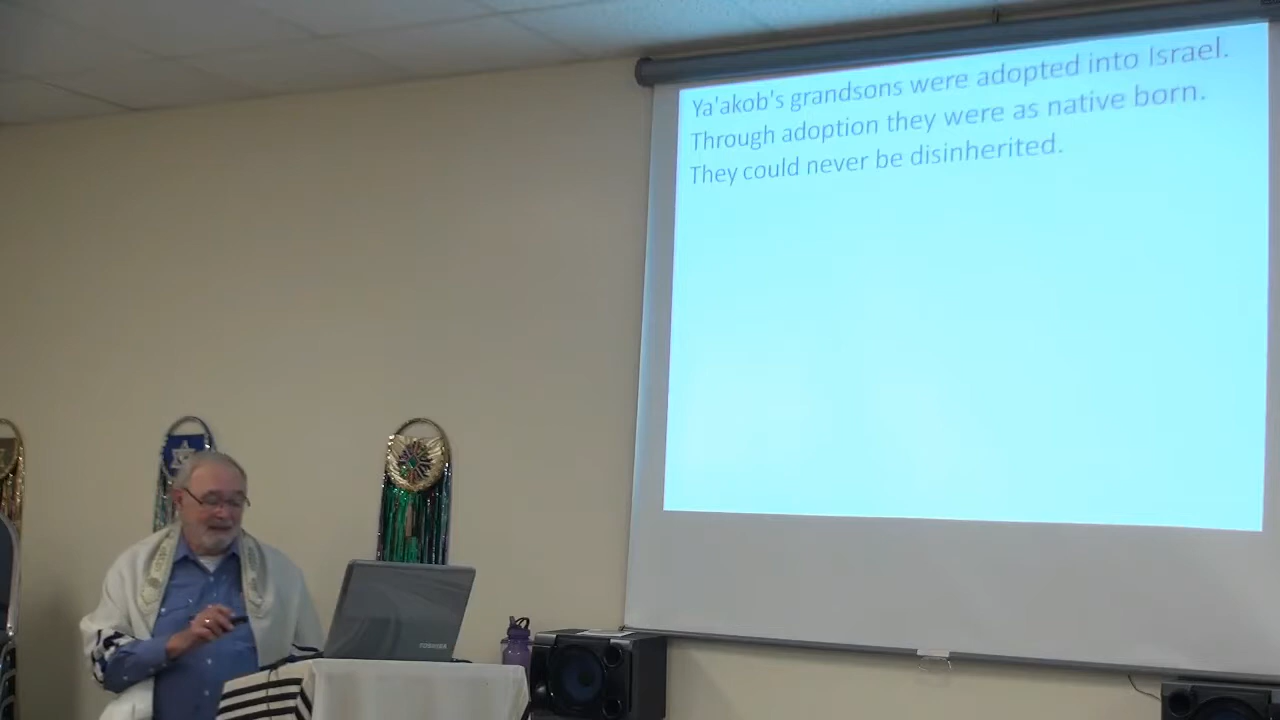 Ya'akob's grandsons were adopted into Israel.
Through adoption they were as native born.
They could never be disinherited.
TOSHIBA